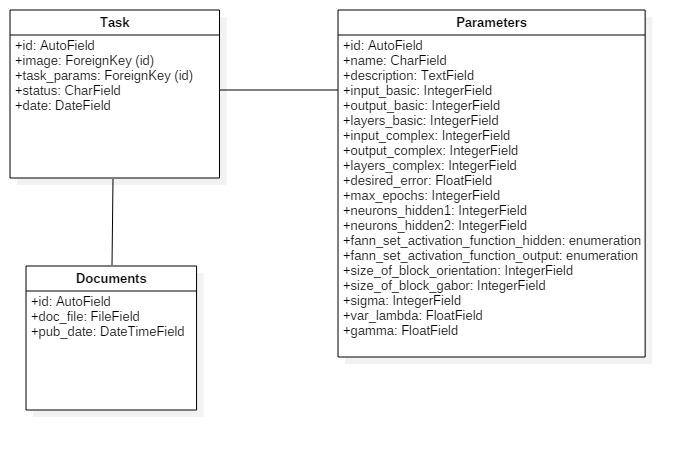 Task
+id: AutoField
+image: ForeignKey (id)
+task_params: ForeignKey (id)
+status: CharField
+date: DateField
Parameters
+id: AutoField
+name: CharField
+description: TextField
+input_basic: IntegerField
+output_basic: IntegerField
+layers_basic: IntegerField
+input_complex: IntegerField
+output_complex: IntegerField
+layers_complex: IntegerField
+desired_error: FloatField
+max_epochs: IntegerField
+neurons_hidden1: IntegerField
+neurons_hidden2: IntegerField
+fann_set_activation_function_hidden: enumeration
+fann_set_activation_function_output: enumeration
+size_of_block_orientation: IntegerField
+size_of_block_gabor: IntegerField
+sigma: IntegerField
+var_lambda: FloatField
+gamma: FloatField
Documents
+id: AutoField
+doc_file: FileField
+pub_date: DateTimeField